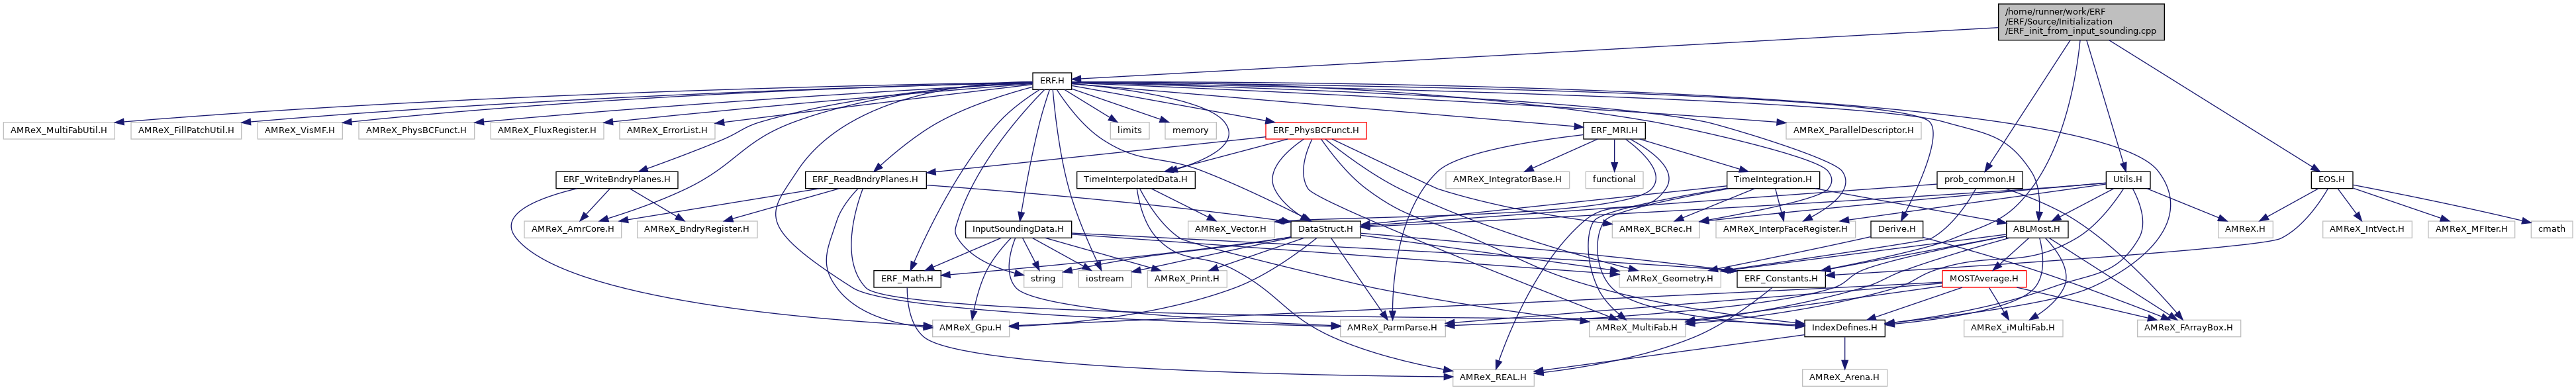 /home/runner/work/ERF
/ERF/Source/Initialization
/ERF_init_from_input_sounding.cpp
ERF.H
AMReX_MultiFabUtil.H
AMReX_FillPatchUtil.H
AMReX_VisMF.H
AMReX_PhysBCFunct.H
AMReX_FluxRegister.H
AMReX_ErrorList.H
limits
memory
ERF_PhysBCFunct.H
ERF_MRI.H
AMReX_ParallelDescriptor.H
ERF_WriteBndryPlanes.H
ERF_ReadBndryPlanes.H
TimeInterpolatedData.H
AMReX_IntegratorBase.H
functional
TimeIntegration.H
prob_common.H
Utils.H
EOS.H
AMReX_AmrCore.H
AMReX_BndryRegister.H
InputSoundingData.H
AMReX_Vector.H
DataStruct.H
AMReX_BCRec.H
AMReX_InterpFaceRegister.H
Derive.H
ABLMost.H
AMReX.H
AMReX_IntVect.H
AMReX_MFIter.H
cmath
ERF_Math.H
string
iostream
AMReX_Print.H
AMReX_Geometry.H
ERF_Constants.H
MOSTAverage.H
AMReX_Gpu.H
AMReX_ParmParse.H
AMReX_MultiFab.H
IndexDefines.H
AMReX_iMultiFab.H
AMReX_FArrayBox.H
AMReX_REAL.H
AMReX_Arena.H